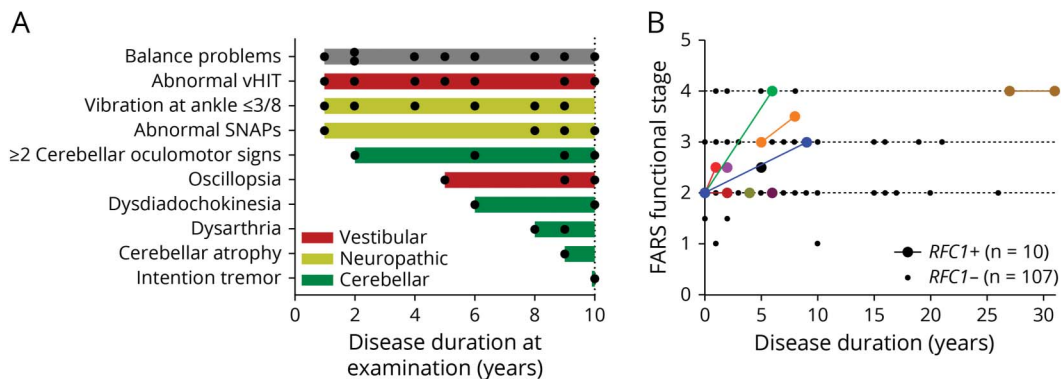 A
Balance problems
Abnormal vHIT
Vibration at ankle ≤3/8
Abnormal SNAPs
≥2 Cerebellar oculomotor signs
Oscillopsia
Dysdiadochokinesia
Dysarthria
Cerebellar atrophy
Intention tremor
Vestibular
Neuropathic
Cerebellar
0 2 4 6 8 10
Disease duration at
examination (years)
B
FARS functional stage
5
4
3
2
1
0
RFC1+ (n = 10)
RFC1– (n = 107)
0 5 10 15 20 25 30
Disease duration (years)